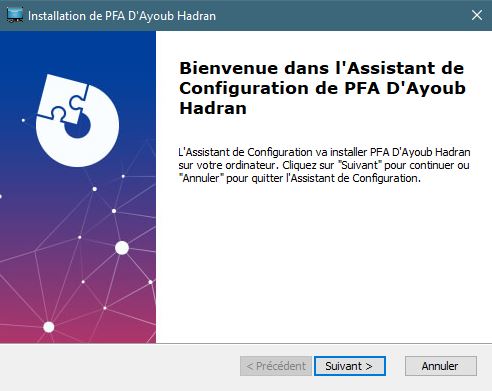 Installation de PFA D'Ayoub Hadran
Bienvenue dans l'Assistant de
Configuration de PFA D'Ayoub
Hadran
L'Assistant de Configuration va installer PFA D'Ayoub Hadran
sur votre ordinateur. Cliquez sur "Suivant" pour continuer ou
"Annuler" pour quitter l'Assistant de Configuration.
< Précédent
Suivant >
Annuler